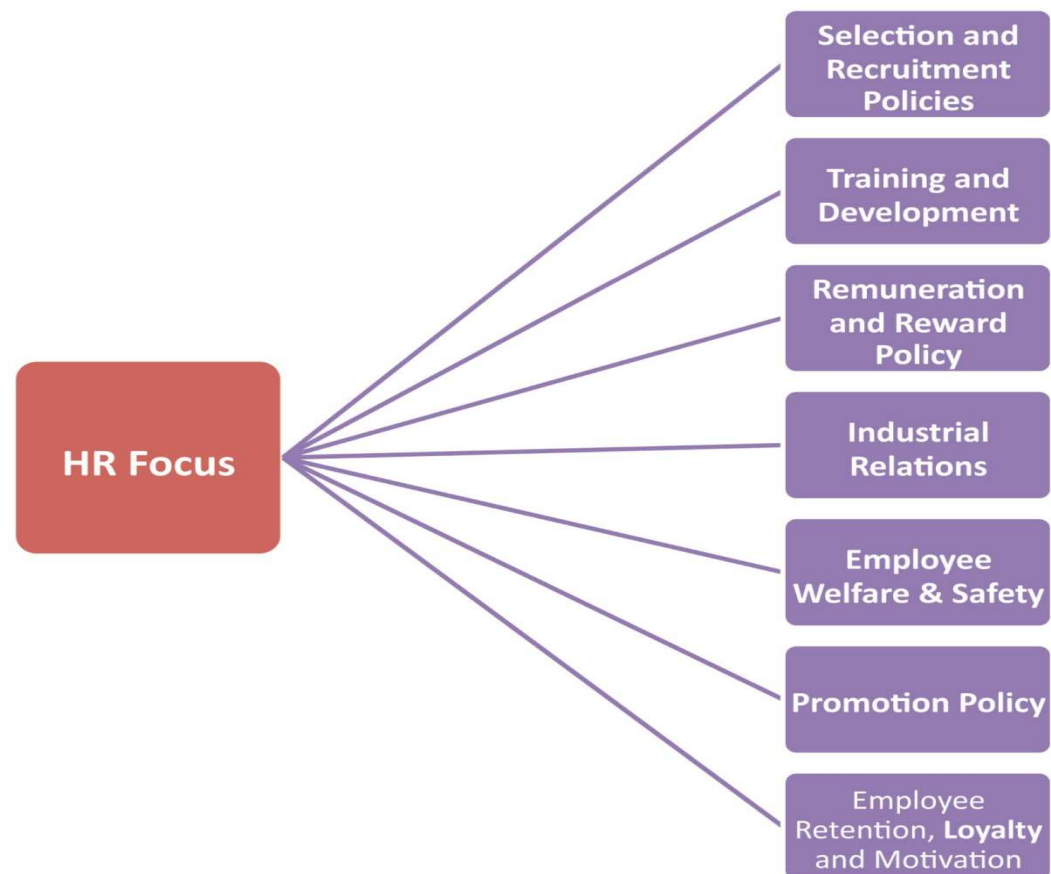 Selection and
Recruitment
Policies
Training and
Development
Remuneration
and Reward
Policy
HR Focus
Industrial
Relations
Employee
Welfare & Safety
Promotion Policy
Employee
Retention, Loyalty
and Motivation